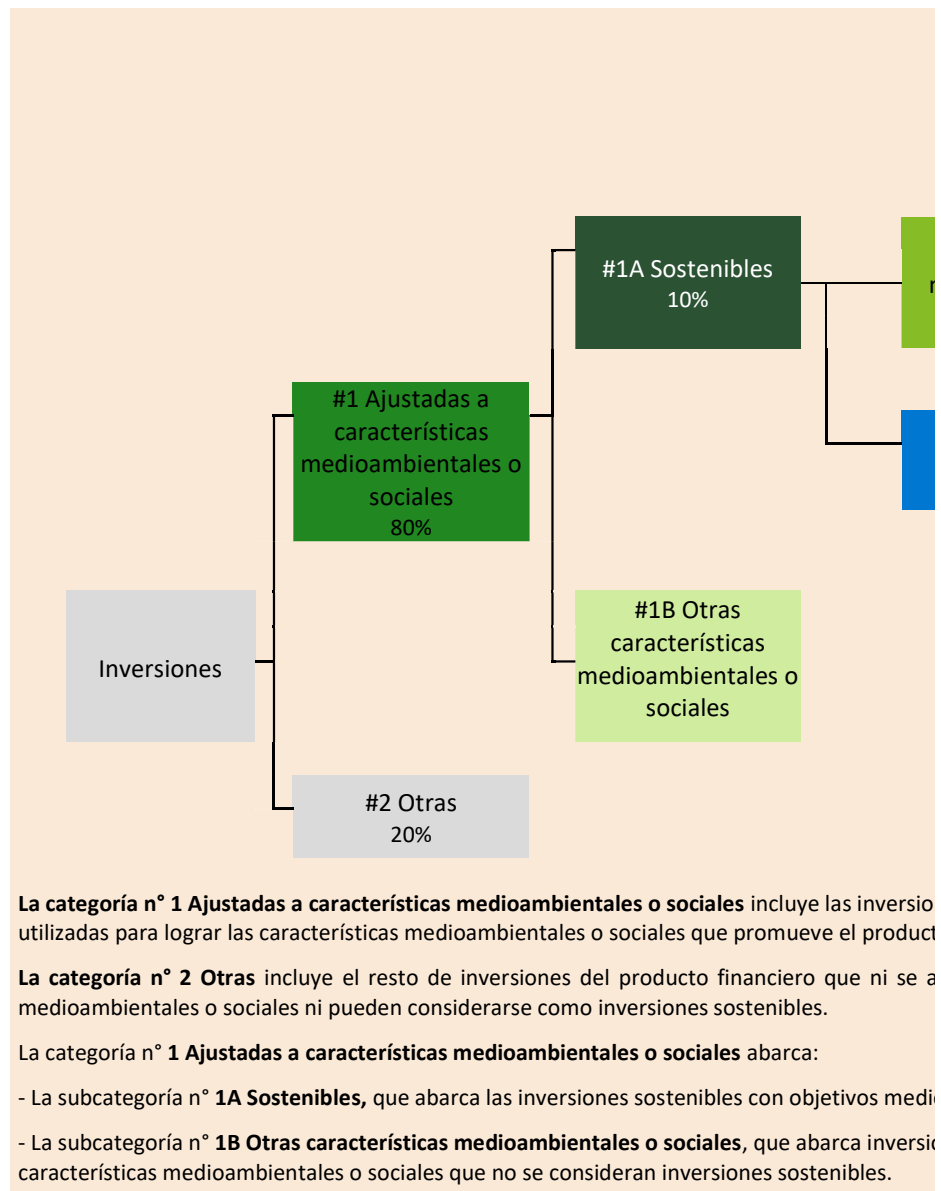 #1A Sostenibles
10%
#1 Ajustadas a
características
medioambientales o
sociales
80%
#1B Otras
características
medioambientales o
sociales
Inversiones
#2 Otras
20%
La categoría n° 1 Ajustadas a características medioambientales o sociales incluye las
utilizadas para lograr las características medioambientales o sociales que promueve el
La categoría n° 2 Otras incluye el resto de inversiones del producto financiero que ni se
medioambientales o sociales ni pueden considerarse como inversiones sostenibles.
La categoría n° 1 Ajustadas a características medioambientales o sociales abarca:
- La subcategoría n° 1A Sostenibles, que abarca las inversiones sostenibles con objetivos
- La subcategoría n° 1B Otras características medioambientales o sociales, que abarca
características medioambientales o sociales que no se consideran inversiones sostenibles.